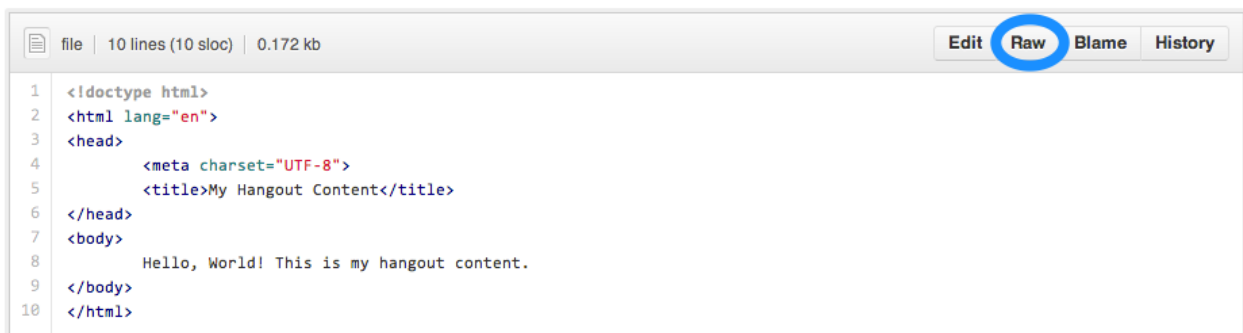 file | 10 lines (10 sloc) | 0.172 kb Edit Raw Blame History
1 <!doctype html>
2 <html lang="en">
3 <head>
4 <meta charset="UTF-8">
5 <title>My Hangout Content</title>
6 </head>
7 <body>
8 Hello, World! This is my hangout content.
9 </body>
10 </html>